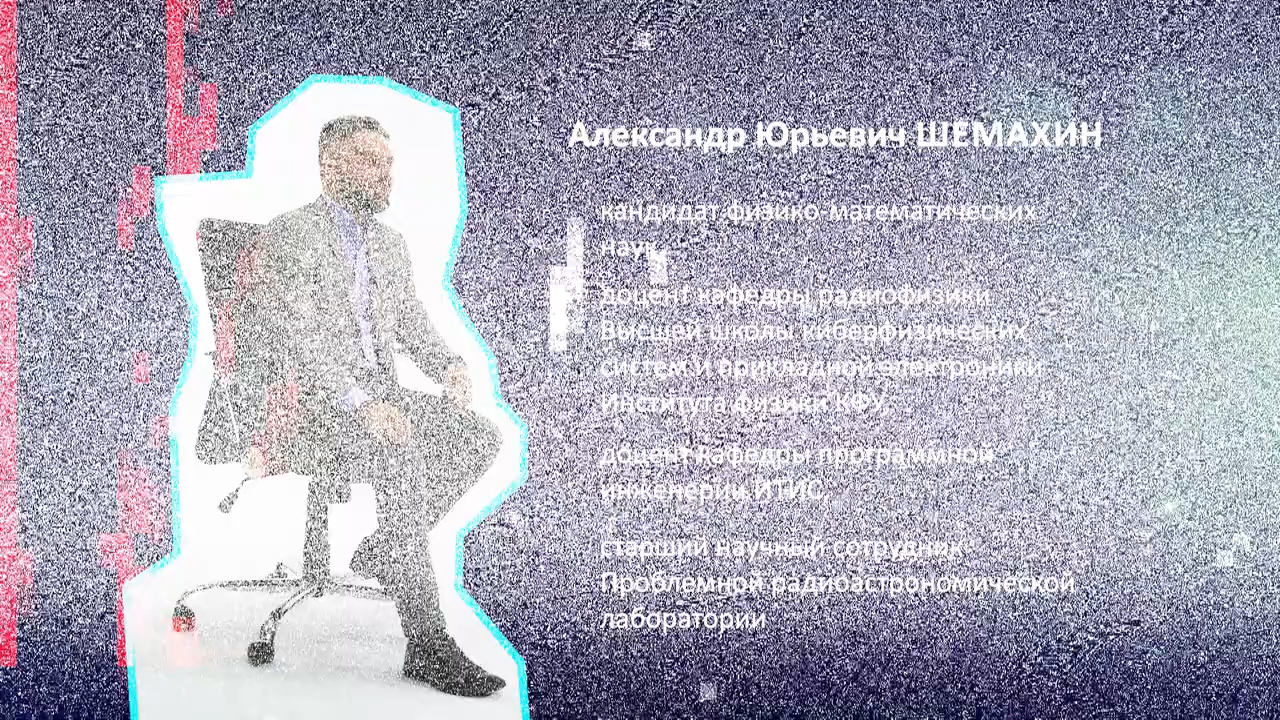 Александр Юрьевич ШЕМАХИН
кандидат физико-математических
наук,
доцент кафедры радиофизики
Высшей школы киберфизических
систем и прикладной электроники
Института физики КФУ,
доцент кафедры программной
инженерии ИТИС,
старший научный сотрудник
Проблемной радиоастрономической
лаборатории